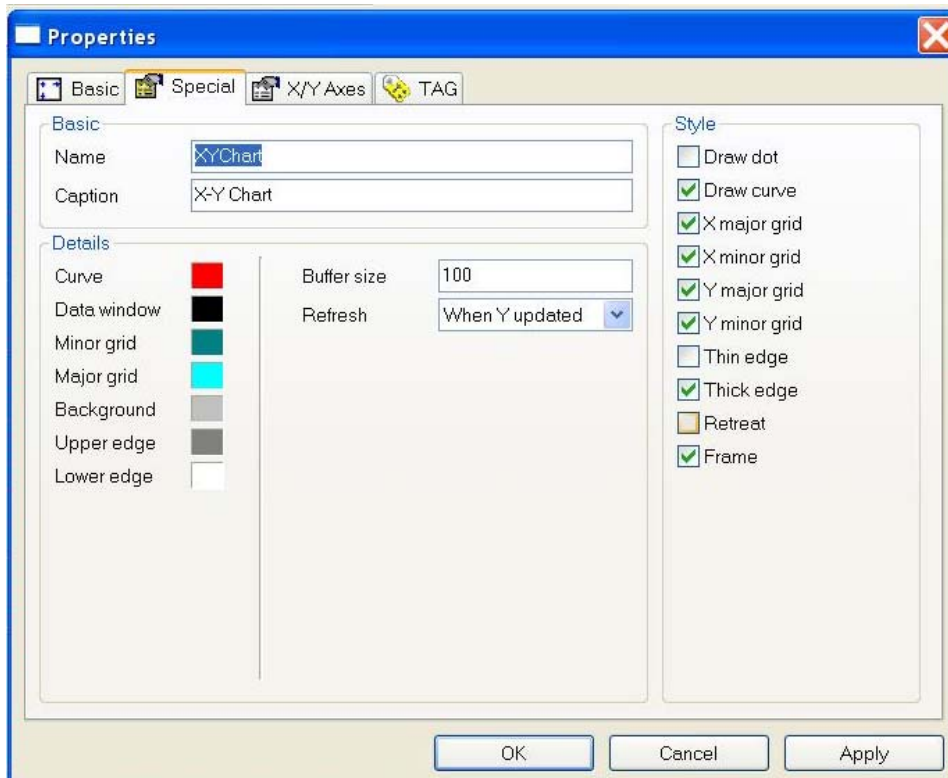 Properties
Basic
Special
X/Y Axes
TAG
Basic
Name
XYChart
Caption
X-Y Chart
Details
Curve
Data window
Minor grid
Major grid
Background
Upper edge
Lower edge
Buffer size
100
Refresh
When Y updated
Style
Draw dot
Draw curve
X major grid
X minor grid
Y major grid
Y minor grid
Thin edge
Thick edge
Retreat
Frame
OK
Cancel
Apply